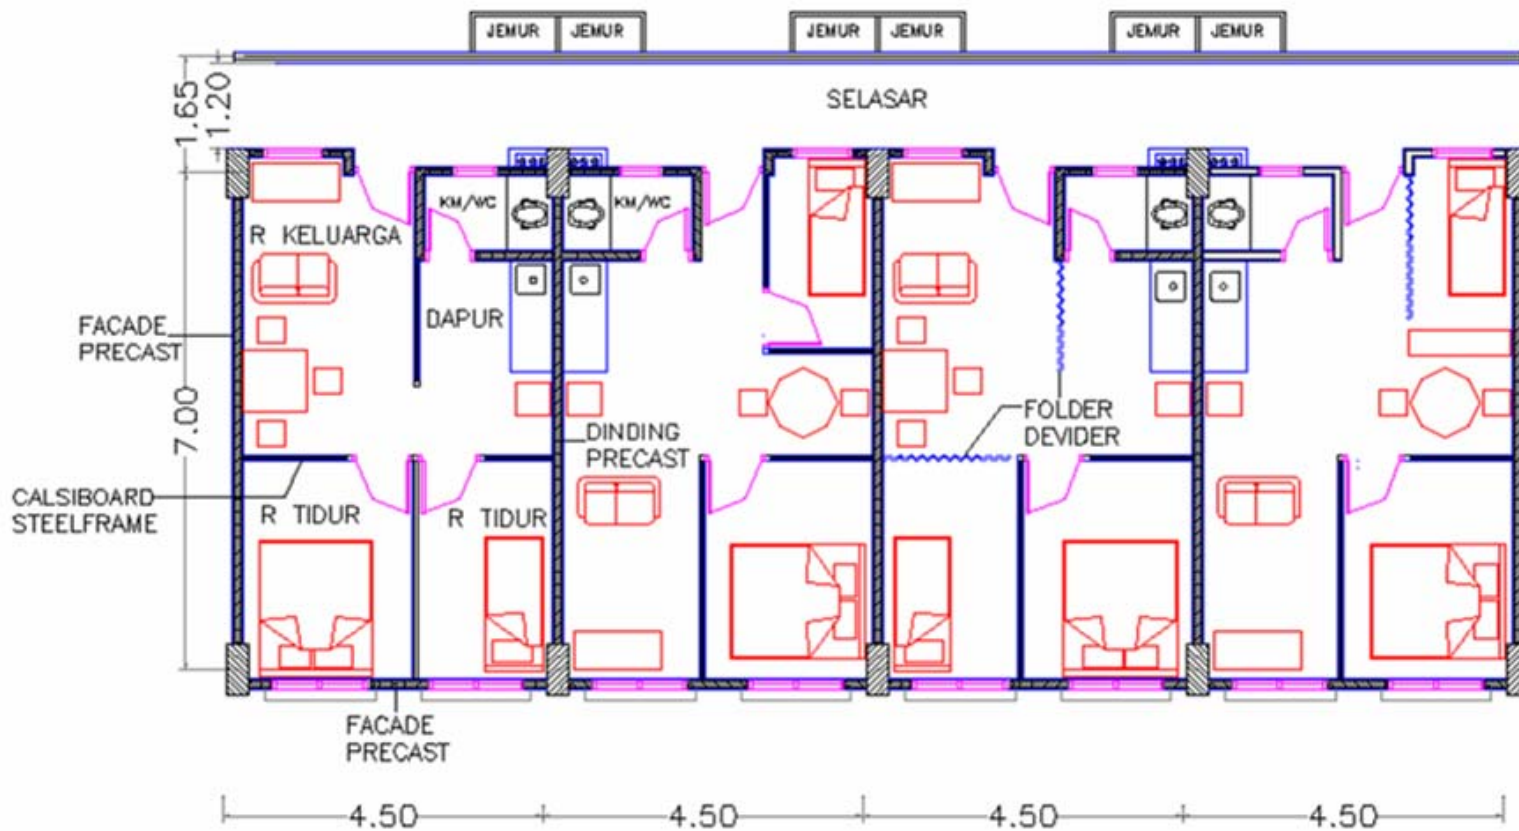 JEMUR JEMUR JEMUR JEMUR JEMUR JEMUR
1.65
1.20
SELASAR
KM/WC KM/WC
R KELUARGA
DAPUR
FACADE
PRECAST
7.00
FOLDER
DEVIDER
DINDING
PRECAST
CALSIBOARD
STEELFRAME
R TIDUR R TIDUR
FACADE
PRECAST
4.50 4.50 4.50 4.50